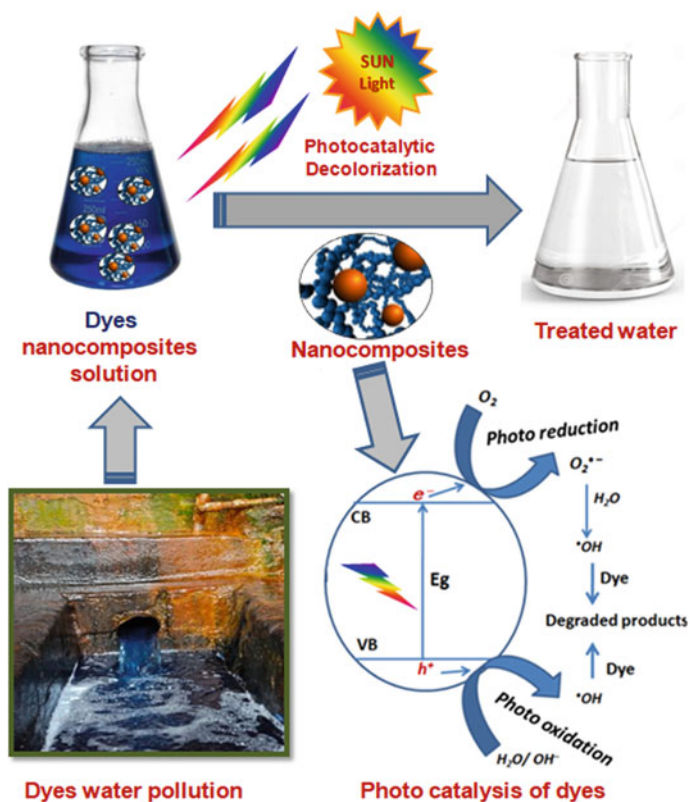 SUN
Light
Photocatalytic
Decolorization
Dyes
nanocomposites
solution
Nanocomposites
Treated water
O₂
Photo reduction
O₂•−
e⁻
H₂O
CB
•OH
Eg
Dye
Degraded products
VB
Dye
h⁺
•OH
Photo oxidation
H₂O/ OH⁻
Dyes water pollution
Photo catalysis of dyes